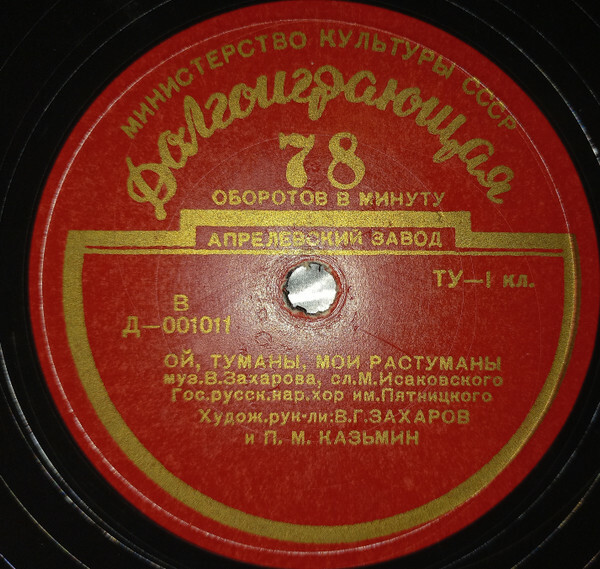 МИНИСТЕРСТВО КУЛЬТУРЫ СССР
Долгоиграющая
78
ОБОРОТОВ В МИНУТУ
АПРЕЛЕВСКИЙ ЗАВОД
ТУ—I кл.
В
Д—001011
ОЙ, ТУМАНЫ, МОИ РАСТУМАНЫ
муз.В.Захарова, сл.М.Исаковского
Гос.русск.нар.хор им.Пятницкого
Худож.рук-ли:В.Г.ЗАХАРОВ
и П. М. КАЗЬМИН